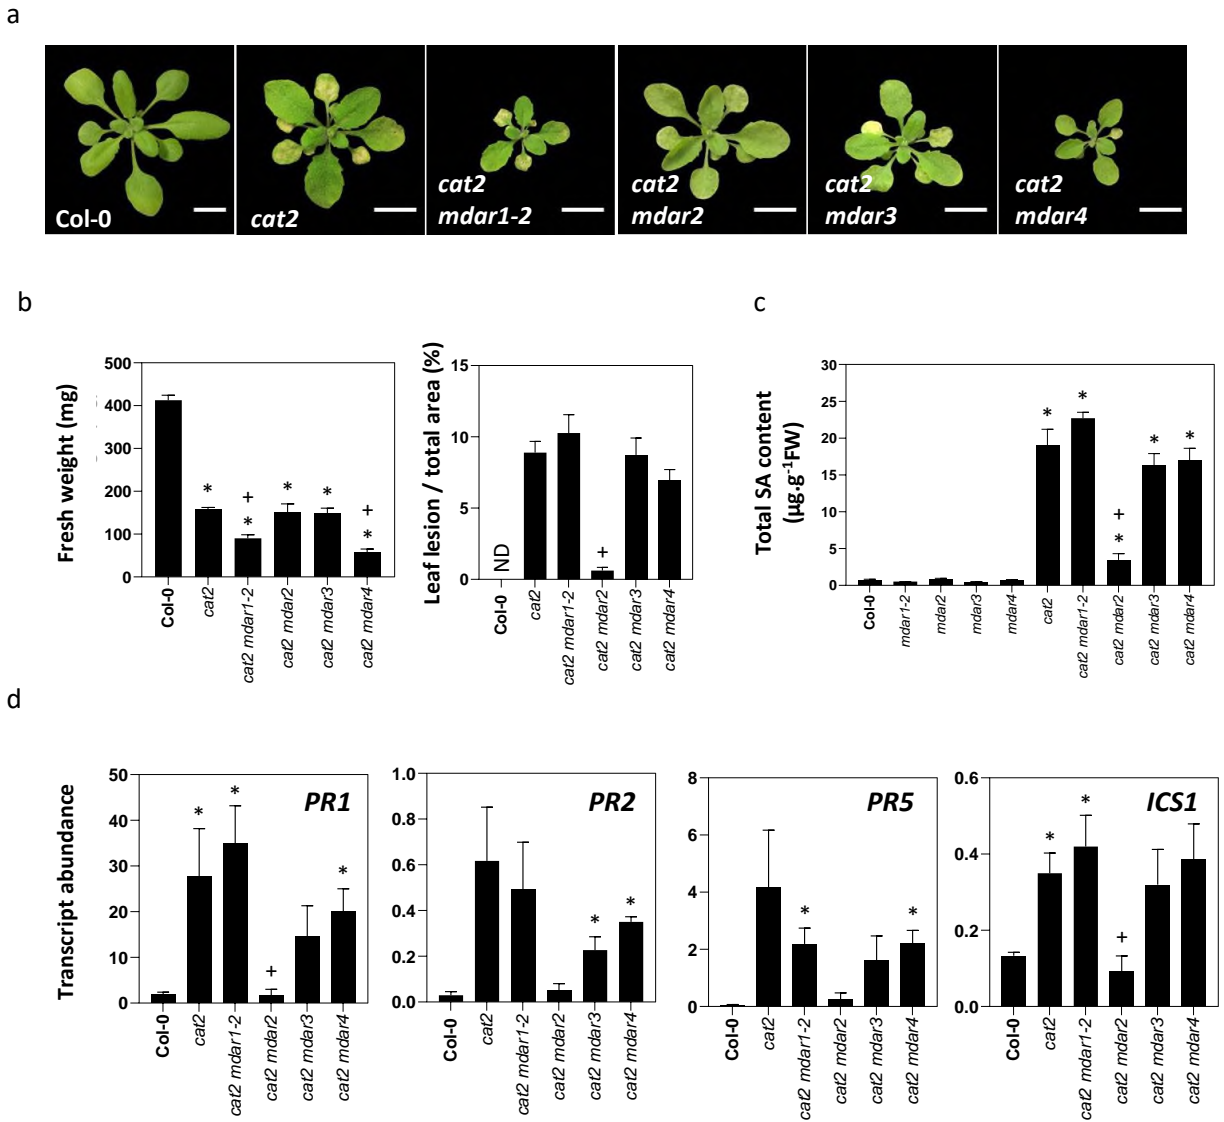 a
Col-0
cat2
cat2
mdar1-2
cat2
mdar2
cat2
mdar3
cat2
mdar4
b
Fresh weight (mg)
500
400
300
200
100
0
*
+
*
*
*
+
*
Col-0
cat2
cat2 mdar1-2
cat2 mdar2
cat2 mdar3
cat2 mdar4
Leaf lesion / total area (%)
15
10
5
0
ND
+
Col-0
cat2
cat2 mdar1-2
cat2 mdar2
cat2 mdar3
cat2 mdar4
c
Total SA content
(µg.g⁻¹FW)
30
25
20
15
10
5
0
*
*
+
*
*
*
Col-0
mdar1-2
mdar2
mdar3
mdar4
cat2
cat2 mdar1-2
cat2 mdar2
cat2 mdar3
cat2 mdar4
d
Transcript abundance
PR1
50
40
30
20
10
0
*
*
+
*
Col-0
cat2
cat2 mdar1-2
cat2 mdar2
cat2 mdar3
cat2 mdar4
PR2
1.0
0.8
0.6
0.4
0.2
0.0
*
*
Col-0
cat2
cat2 mdar1-2
cat2 mdar2
cat2 mdar3
cat2 mdar4
PR5
8
6
4
2
0
*
*
Col-0
cat2
cat2 mdar1-2
cat2 mdar2
cat2 mdar3
cat2 mdar4
ICS1
0.6
0.4
0.2
0.0
*
*
+
Col-0
cat2
cat2 mdar1-2
cat2 mdar2
cat2 mdar3
cat2 mdar4